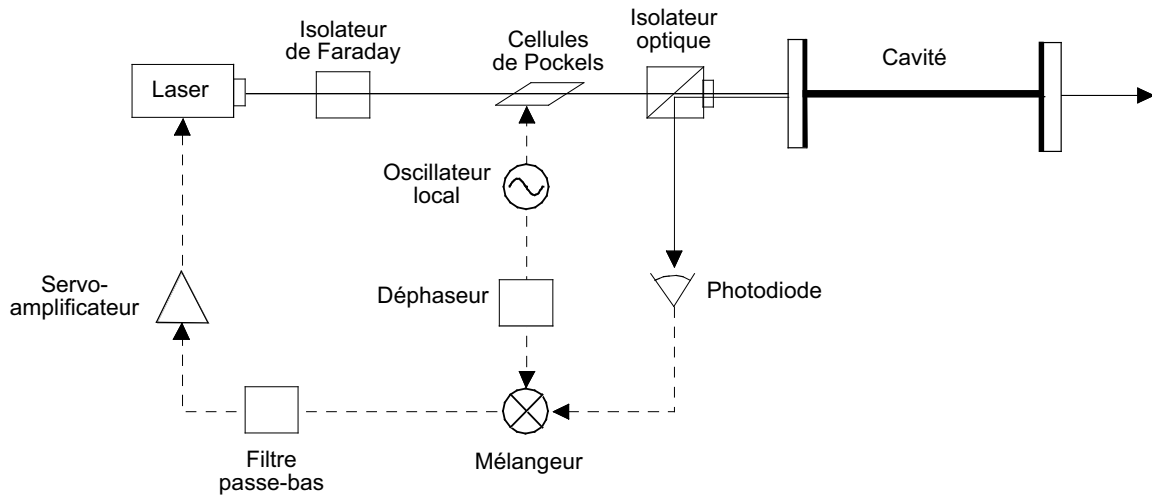 Isolateur
de Faraday
Cellules
de Pockels
Isolateur
optique
Cavité
Laser
Oscillateur
local
Servo-
amplificateur
Déphaseur
Photodiode
Filtre
passe-bas
Mélangeur